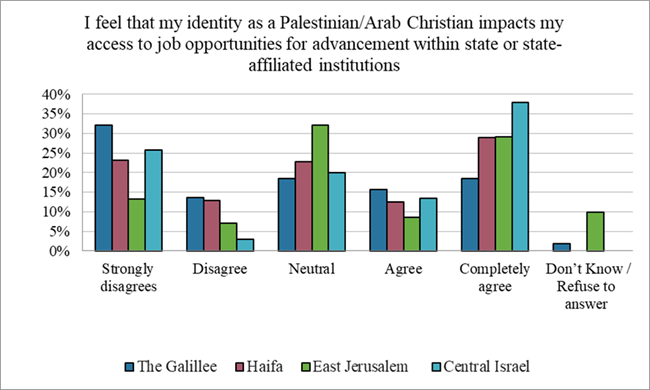 I feel that my identity as a Palestinian/Arab Christian impacts my
access to job opportunities for advancement within state or state-
affiliated institutions
40%
35%
30%
25%
20%
15%
10%
5%
0%
Strongly
disagrees
Disagree
Neutral
Agree
Completely
agree
Don't Know /
Refuse to
answer
The Galillee
Haifa
East Jerusalem
Central Israel